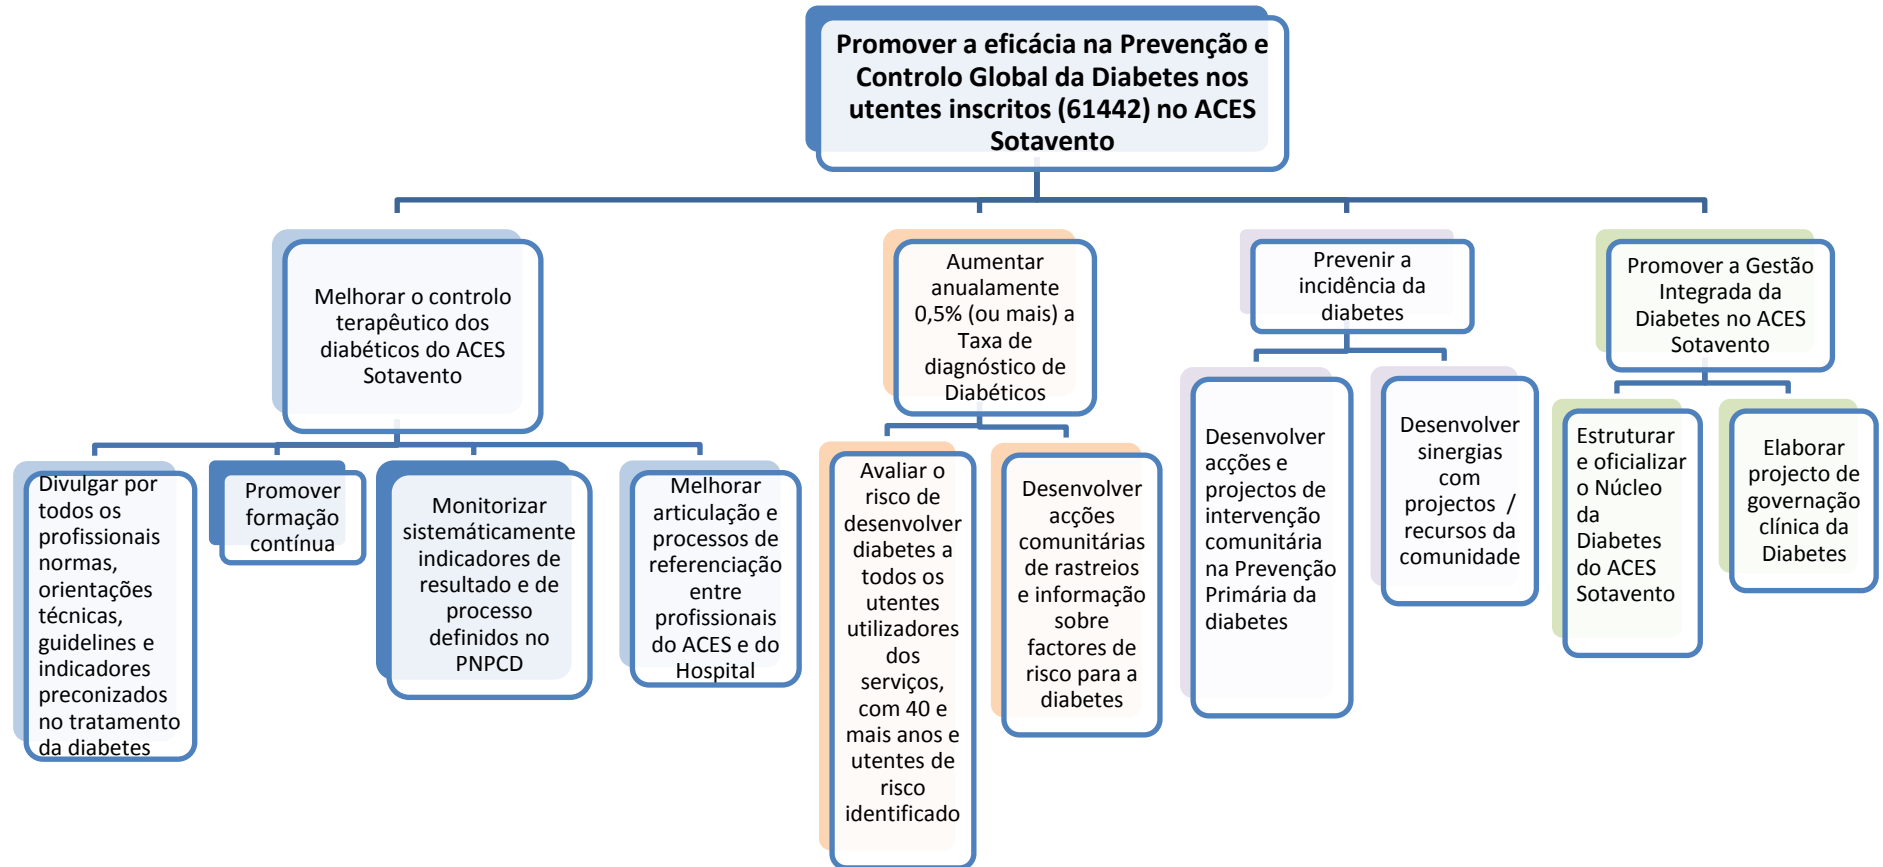 Promover a eficácia na Prevenção e
Controlo Global da Diabetes nos
utentes inscritos (61442) no ACES
Sotavento
Melhorar o controlo
terapêutico dos
diabéticos do ACES
Sotavento
Aumentar
anualamente
0,5% (ou mais) a
Taxa de
diagnóstico de
Diabéticos
Prevenir a
incidência da
diabetes
Promover a Gestão
Integrada da
Diabetes no ACES
Sotavento
Divulgar por
todos os
profissionais
normas,
orientações
técnicas,
guidelines e
indicadores
preconizados
no tratamento
da diabetes
Promover
formação
contínua
Monitorizar
sistemáticamente
indicadores de
resultado e de
processo
definidos no
PNPCD
Melhorar
articulação e
processos de
referenciação
entre
profissionais
do ACES e do
Hospital
Avaliar o
risco de
desenvolver
diabetes a
todos os
utentes
utilizadores
dos
serviços,
com 40 e
mais anos e
utentes de
risco
identificado
Desenvolver
acções
comunitárias
de rastreios
e informação
sobre
factores de
risco para a
diabetes
Desenvolver
acções e
projectos de
intervenção
comunitária
na Prevenção
Primária da
diabetes
Desenvolver
sinergias
com
projectos /
recursos da
comunidade
Estruturar
e oficializar
o Núcleo
da
Diabetes
do ACES
Sotavento
Elaborar
projecto de
governação
clínica da
Diabetes